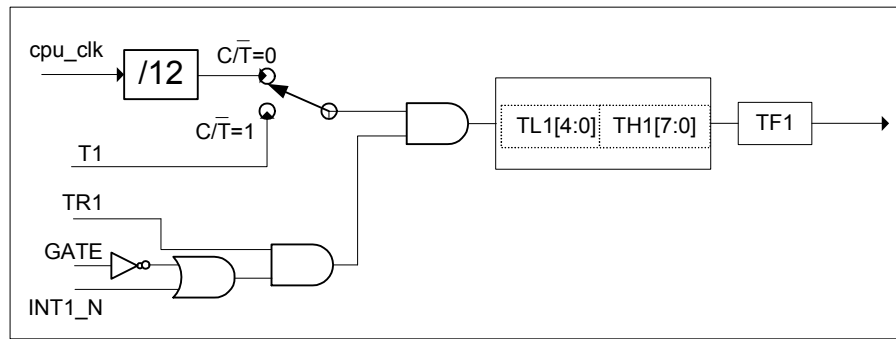 cpu_clk
/12
C/T̅=0
C/T̅=1
T1
TR1
GATE
INT1_N
TL1[4:0]
TH1[7:0]
TF1